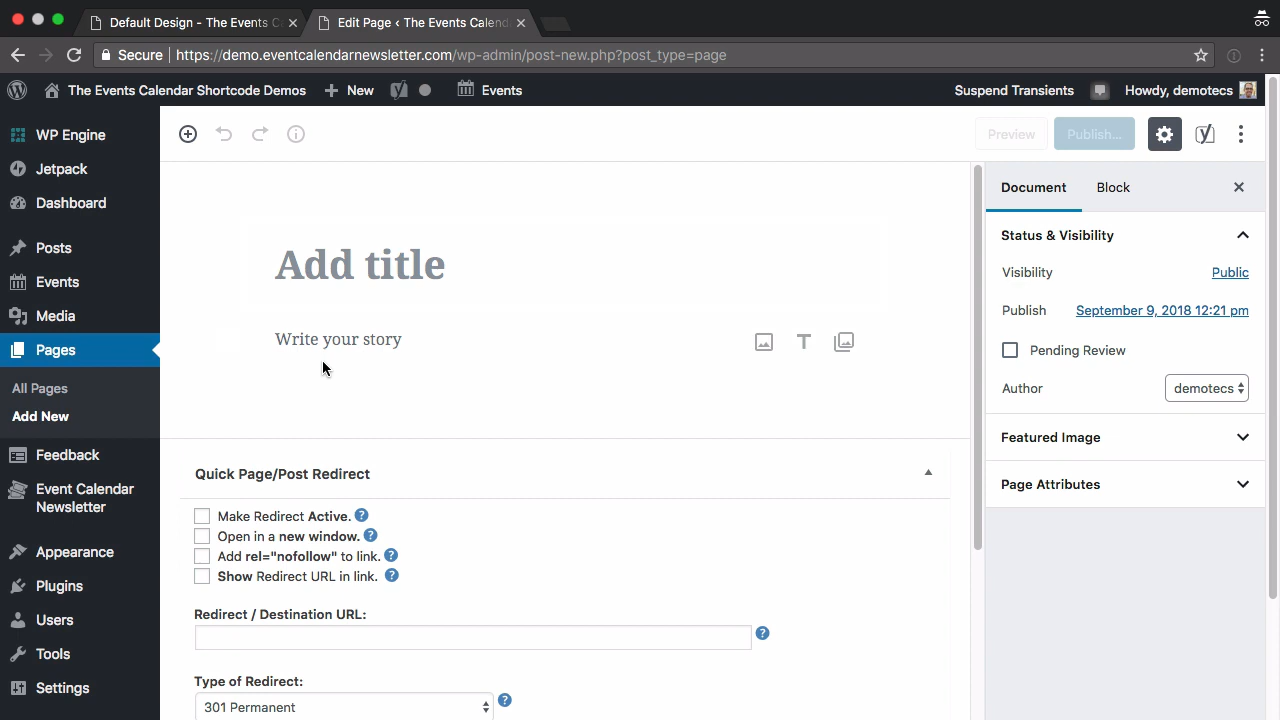 Default Design - The Events C
Edit Page ‹ The Events Calend
Secure
https://demo.eventcalendarnewsletter.com/wp-admin/post-new.php?post_type=page
The Events Calendar Shortcode Demos
New
Events
Suspend Transients
Howdy, demotecs
WP Engine
Jetpack
Dashboard
Posts
Events
Media
Pages
All Pages
Add New
Feedback
Event Calendar
Newsletter
Appearance
Plugins
Users
Tools
Settings
Preview
Publish...
Add title
Write your story
Quick Page/Post Redirect
Make Redirect Active. ?
Open in a new window. ?
Add rel="nofollow" to link. ?
Show Redirect URL in link. ?
Redirect / Destination URL:
?
Type of Redirect:
301 Permanent
?
Document
Block
Status & Visibility
Visibility
Public
Publish
September 9, 2018 12:21 pm
Pending Review
Author
demotecs
Featured Image
Page Attributes